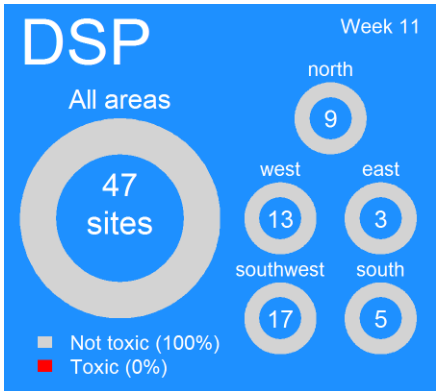 DSP
Week 11
All areas
47
sites
north
9
west
13
east
3
southwest
17
south
5
Not toxic (100%)
Toxic (0%)